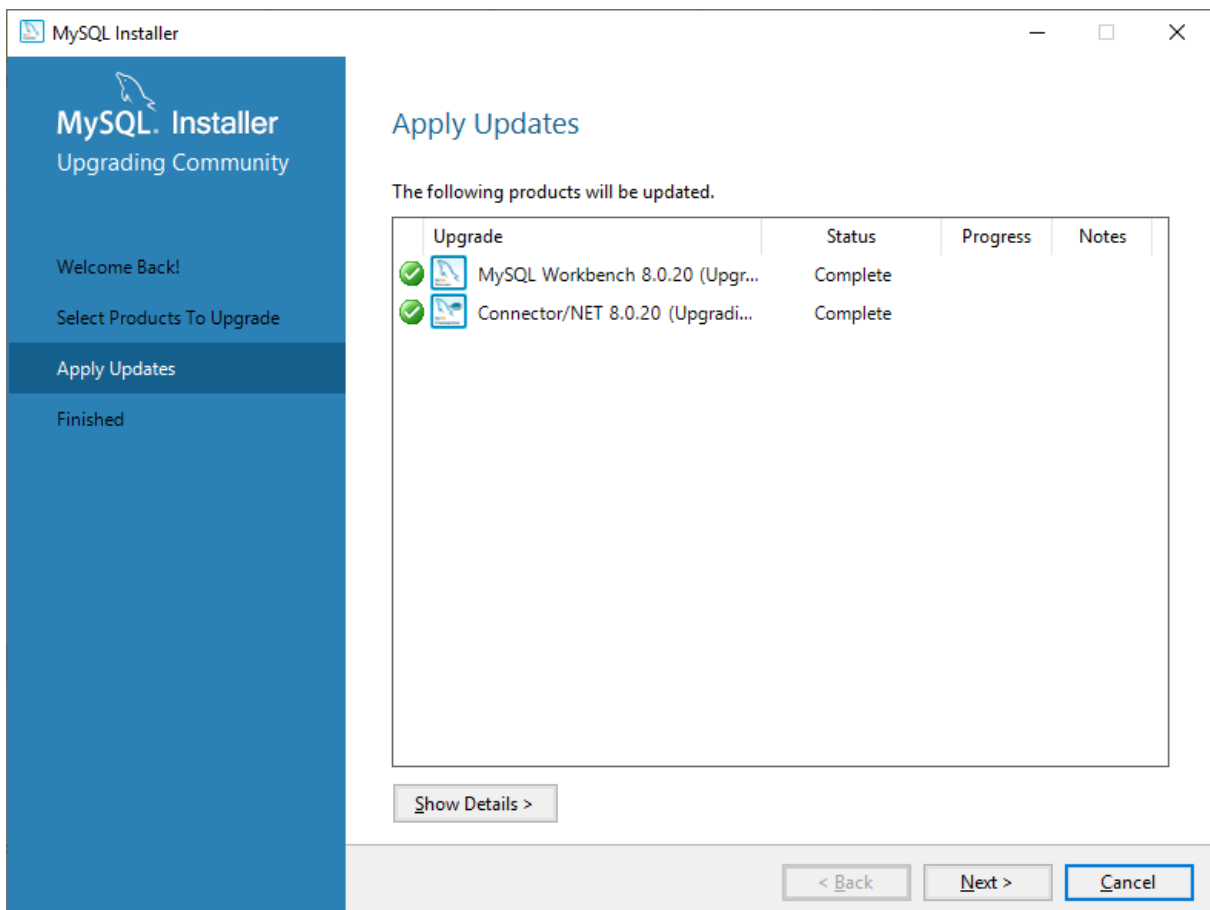 MySQL Installer
MySQL. Installer
Upgrading Community
Welcome Back!
Select Products To Upgrade
Apply Updates
Finished
Apply Updates
The following products will be updated.
Upgrade Status Progress Notes
MySQL Workbench 8.0.20 (Upgr... Complete
Connector/NET 8.0.20 (Upgradi... Complete
Show Details >
< Back Next > Cancel